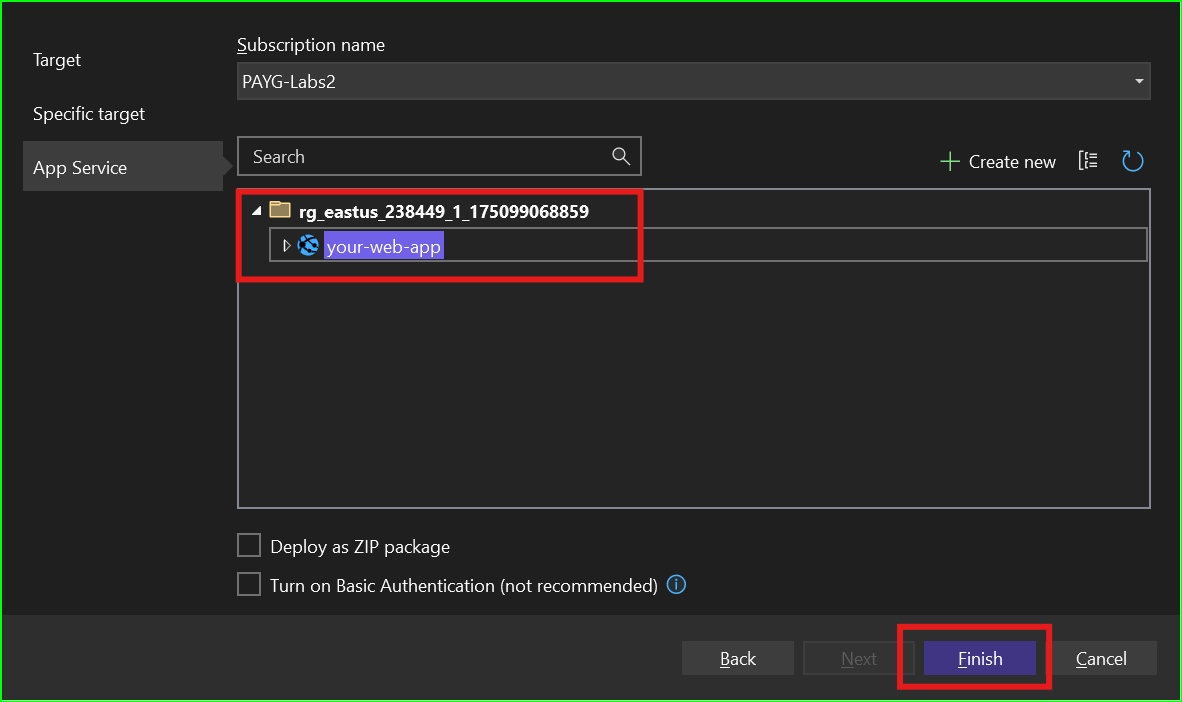 Target
Specific target
App Service
Subscription name
PAYG-Labs2
Search
Create new
rg_eastus_238449_1_175099068859
your-web-app
Deploy as ZIP package
Turn on Basic Authentication (not recommended)
Back
Next
Finish
Cancel